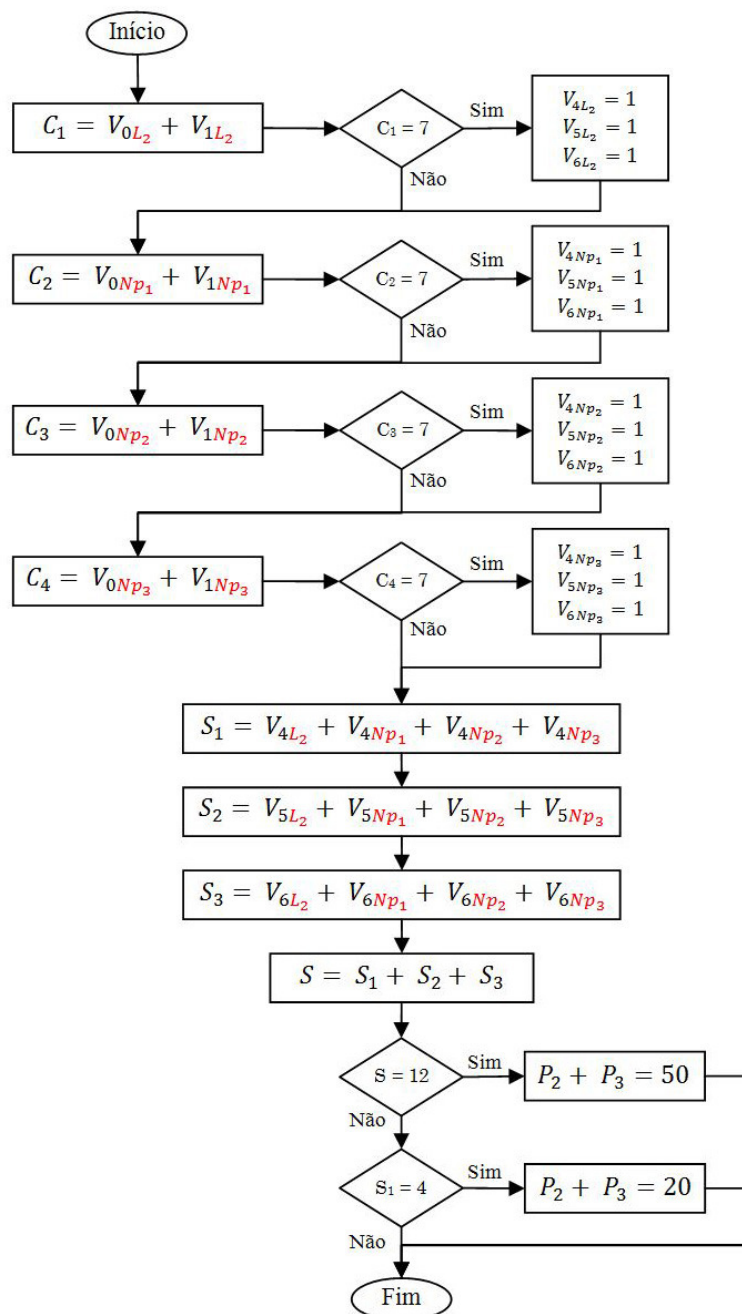 Início
C₁ = V₀L₂ + V₁L₂
C₁ = 7
Sim
V₄L₂ = 1
V₅L₂ = 1
V₆L₂ = 1
Não
C₂ = V₀Np₁ + V₁Np₁
C₂ = 7
Sim
V₄Np₁ = 1
V₅Np₁ = 1
V₆Np₁ = 1
Não
C₃ = V₀Np₂ + V₁Np₂
C₃ = 7
Sim
V₄Np₂ = 1
V₅Np₂ = 1
V₆Np₂ = 1
Não
C₄ = V₀Np₃ + V₁Np₃
C₄ = 7
Sim
V₄Np₃ = 1
V₅Np₃ = 1
V₆Np₃ = 1
Não
S₁ = V₄L₂ + V₄Np₁ + V₄Np₂ + V₄Np₃
S₂ = V₅L₂ + V₅Np₁ + V₅Np₂ + V₅Np₃
S₃ = V₆L₂ + V₆Np₁ + V₆Np₂ + V₆Np₃
S = S₁ + S₂ + S₃
S = 12
Sim
P₂ + P₃ = 50
Não
S₁ = 4
Sim
P₂ + P₃ = 20
Não
Fim